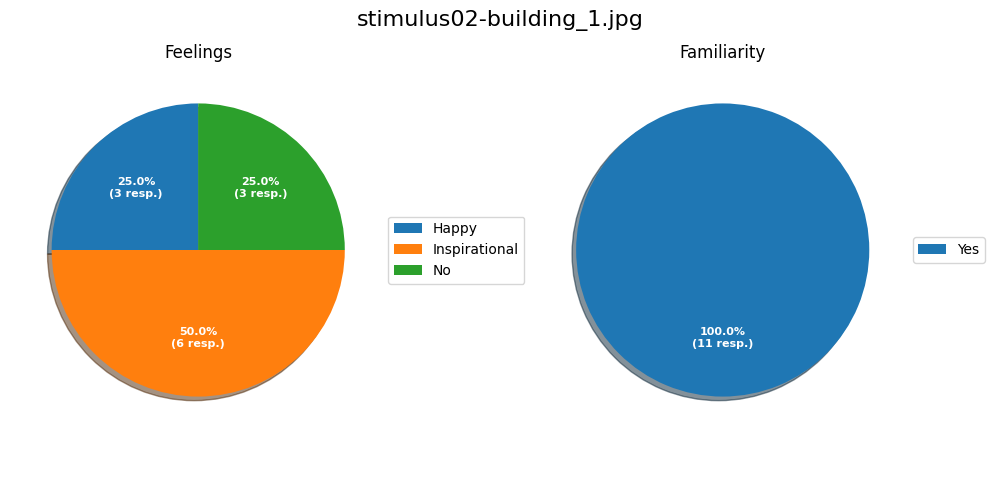 stimulus02-building_1.jpg
Feelings
25.0%
(3 resp.)
25.0%
(3 resp.)
50.0%
(6 resp.)
Happy
Inspirational
No
Familiarity
100.0%
(11 resp.)
Yes